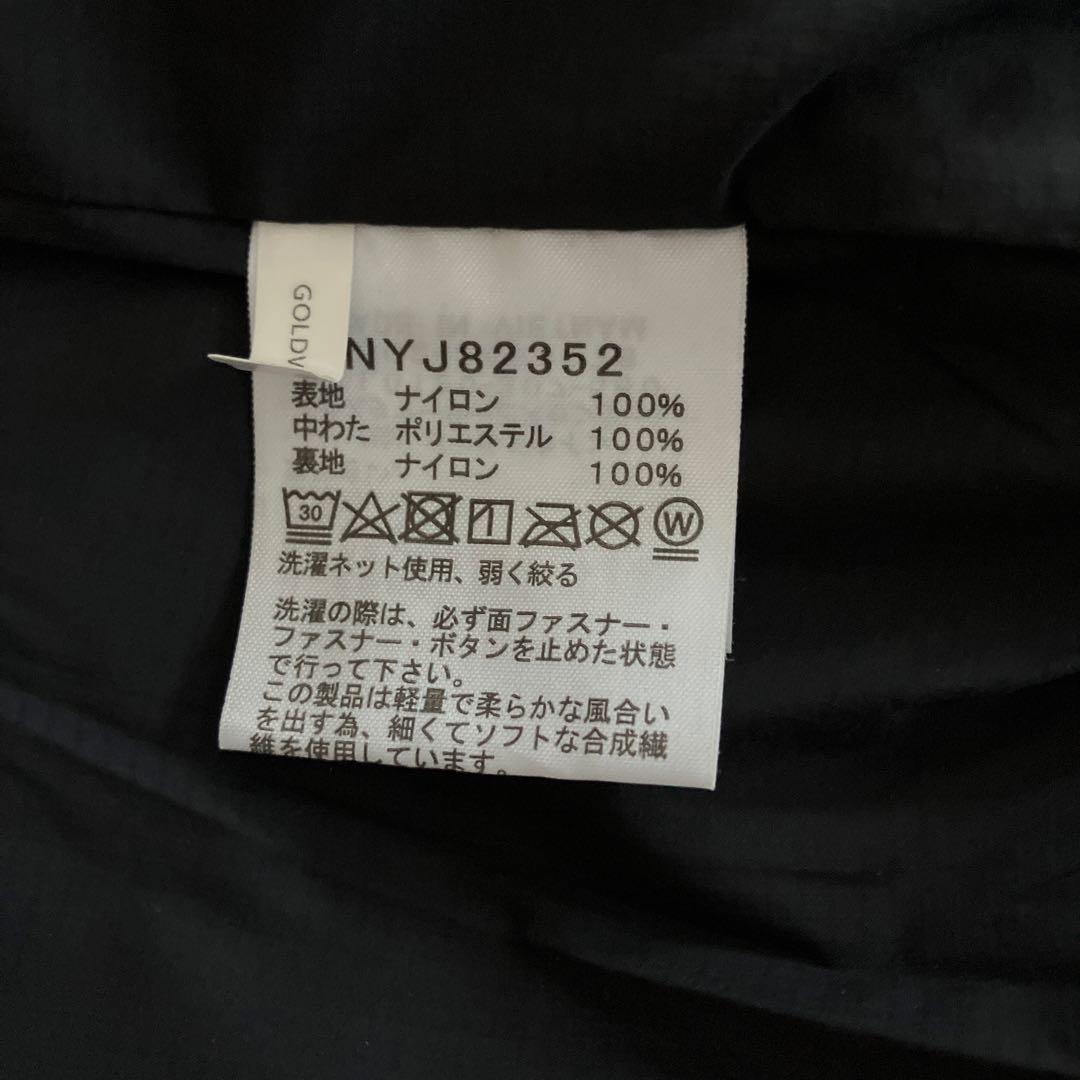 GOLDW
NYJ82352
表地 ナイロン 100%
中わた ポリエステル 100%
裏地 ナイロン 100%
30 W
洗濯ネット使用、弱く絞る
洗濯の際は、必ず面ファスナー・
ファスナー・ボタンを止めた状態
で行って下さい。
この製品は軽量で柔らかな風合い
を出す為、細くてソフトな合成繊
維を使用しています。